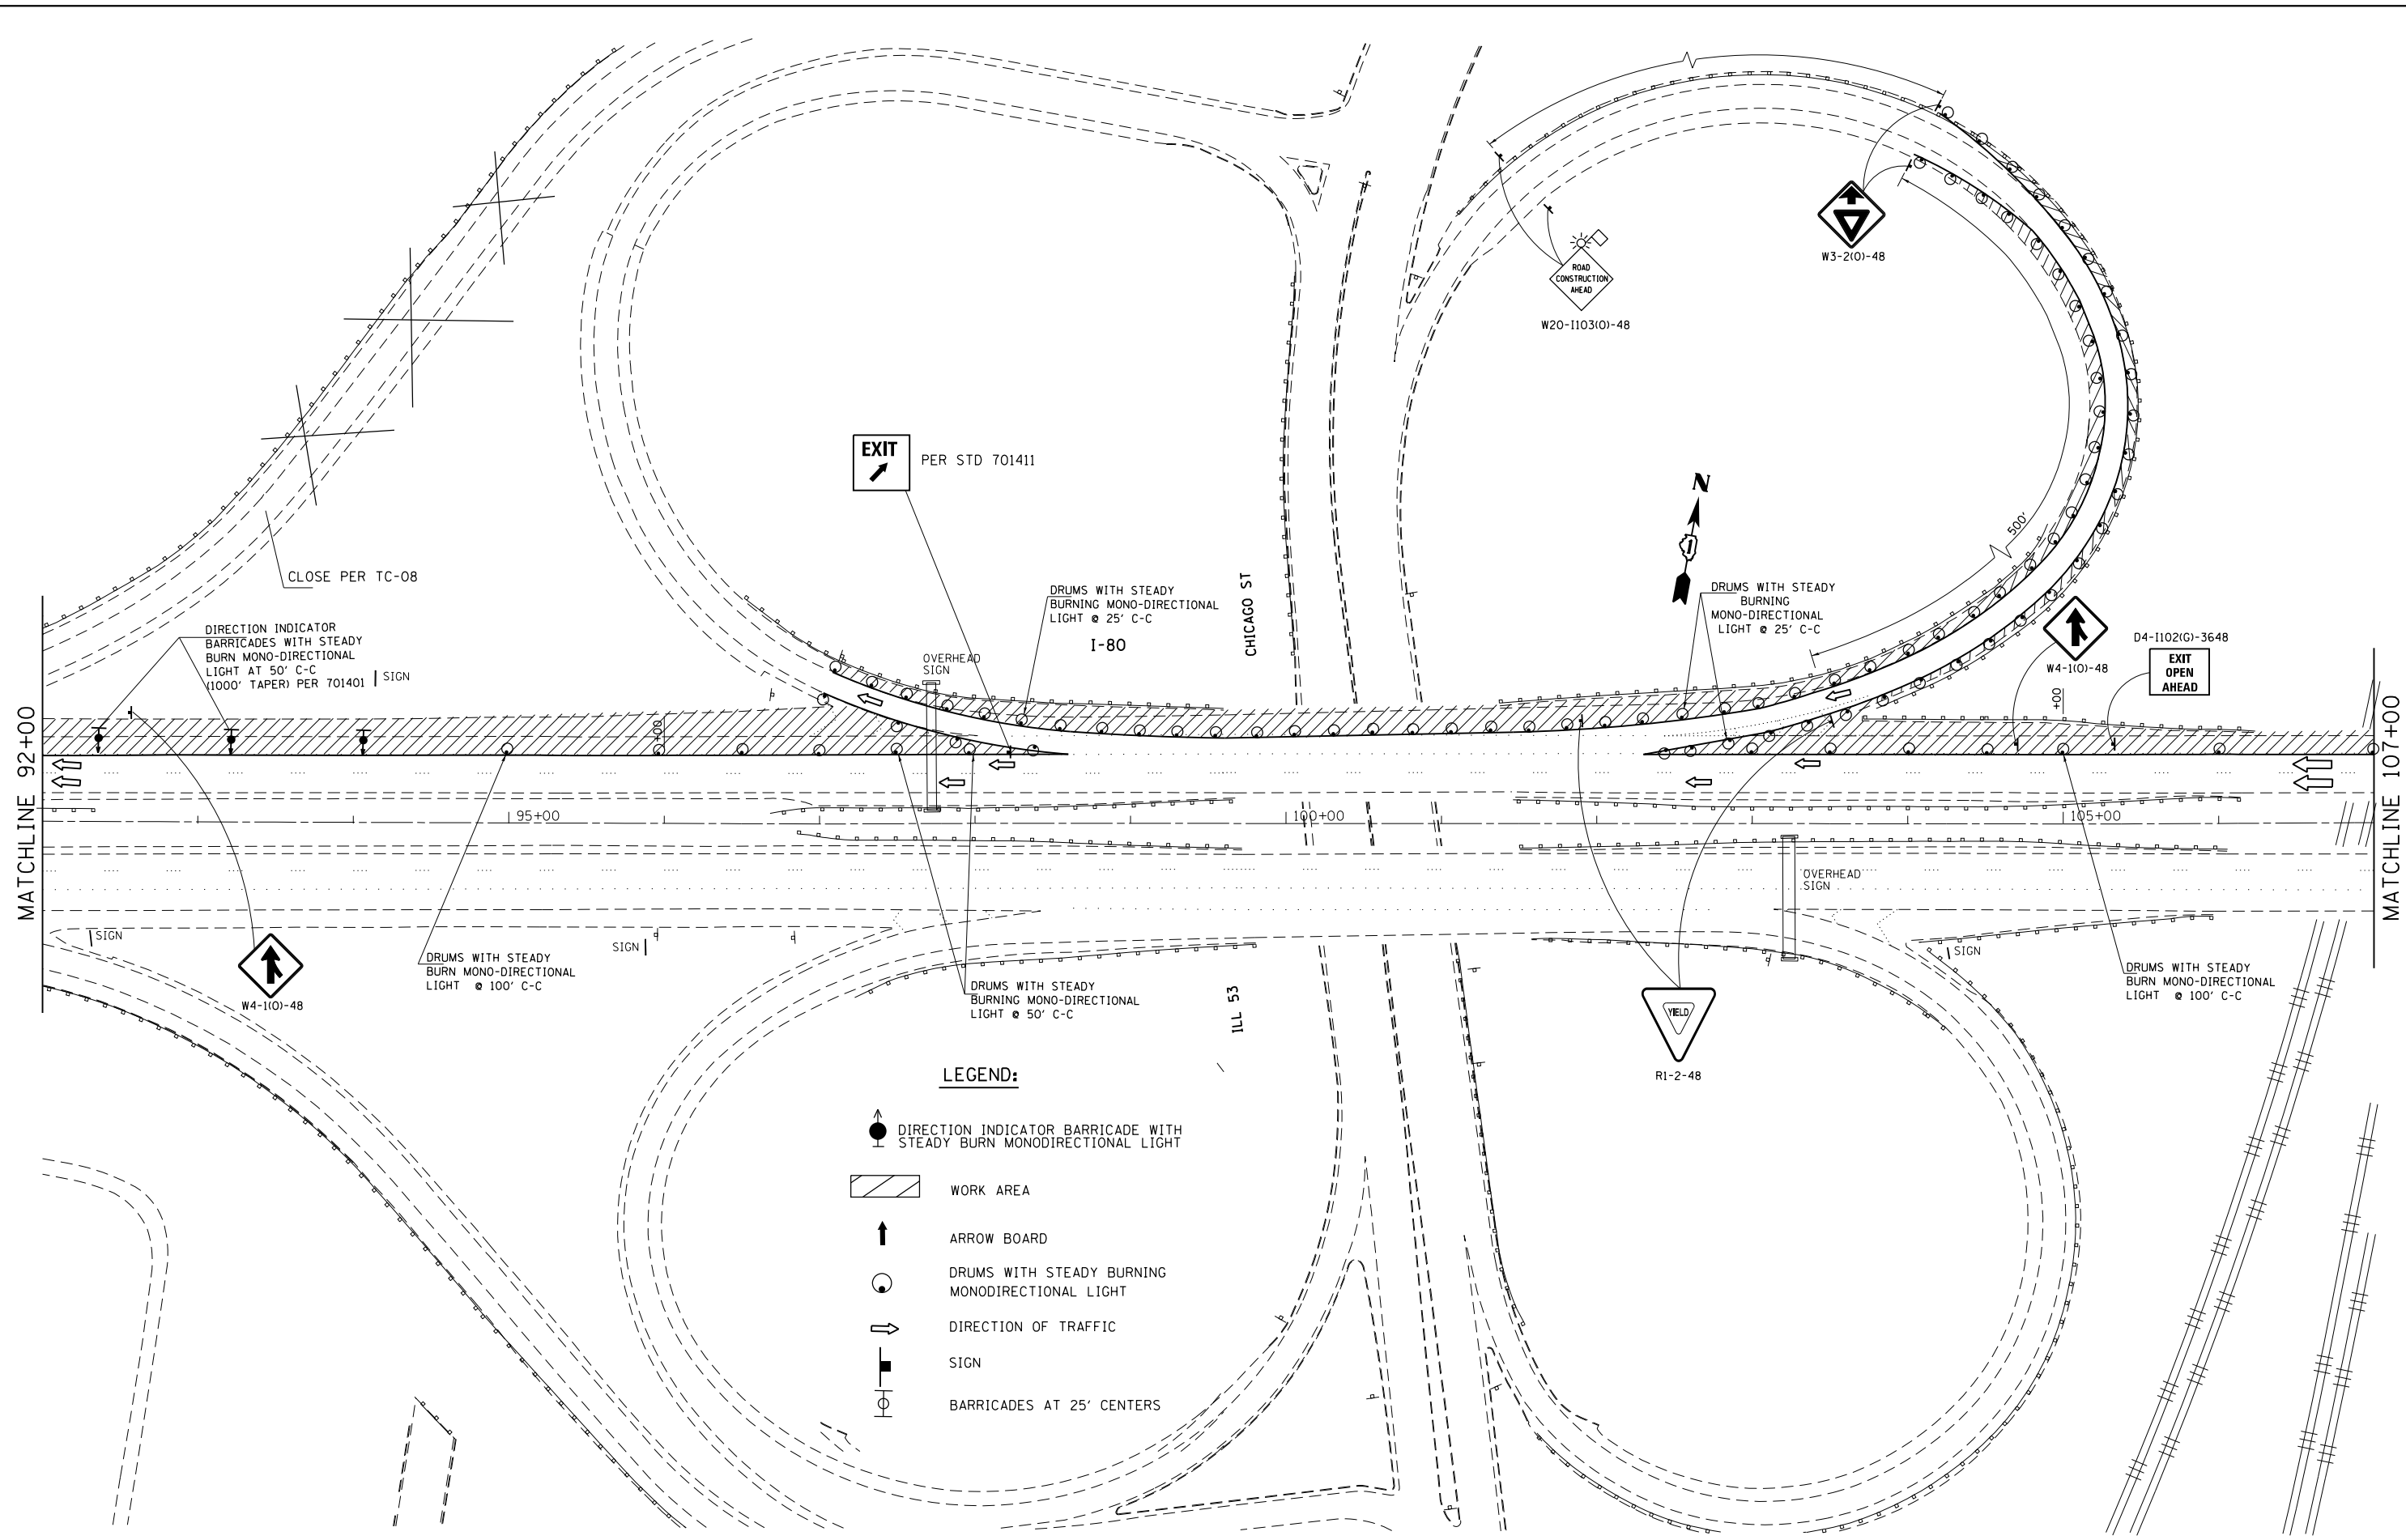 W3-2(O)-48
ROAD
CONSTRUCTION
AHEAD
W20-I103(O)-48
EXIT
PER STD 701411
N
1
500'
CLOSE PER TC-08
DIRECTION INDICATOR
BARRICADES WITH STEADY
BURN MONO-DIRECTIONAL
LIGHT AT 50' C-C
(1000' TAPER) PER 701401
SIGN
DRUMS WITH STEADY
BURNING MONO-DIRECTIONAL
LIGHT @ 25' C-C
I-80
CHICAGO ST
OVERHEAD
SIGN
DRUMS WITH STEADY
BURNING
MONO-DIRECTIONAL
LIGHT @ 25' C-C
W4-1(O)-48
D4-I102(G)-3648
EXIT
OPEN
AHEAD
+00
+00
MATCHLINE 92+00
95+00
100+00
105+00
MATCHLINE 107+00
OVERHEAD
SIGN
SIGN
SIGN
SIGN
W4-1(O)-48
DRUMS WITH STEADY
BURN MONO-DIRECTIONAL
LIGHT @ 100' C-C
DRUMS WITH STEADY
BURNING MONO-DIRECTIONAL
LIGHT @ 50' C-C
ILL 53
YIELD
R1-2-48
DRUMS WITH STEADY
BURN MONO-DIRECTIONAL
LIGHT @ 100' C-C
LEGEND:
DIRECTION INDICATOR BARRICADE WITH
STEADY BURN MONODIRECTIONAL LIGHT
WORK AREA
ARROW BOARD
DRUMS WITH STEADY BURNING
MONODIRECTIONAL LIGHT
DIRECTION OF TRAFFIC
SIGN
BARRICADES AT 25' CENTERS